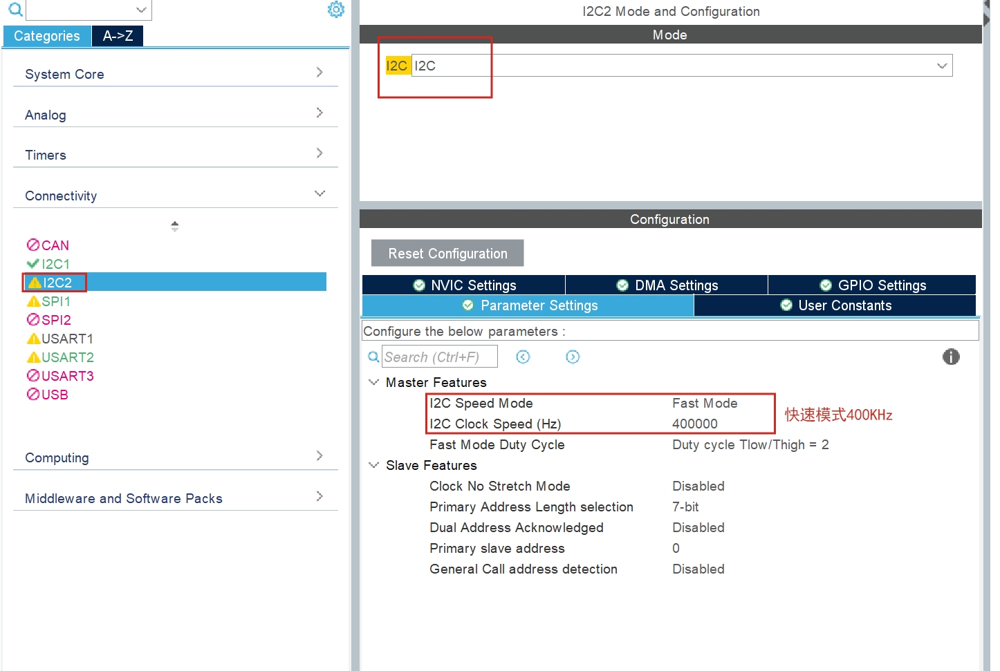 Categories
A->Z
System Core
Analog
Timers
Connectivity
CAN
I2C1
I2C2
SPI1
SPI2
USART1
USART2
USART3
USB
Computing
Middleware and Software Packs
I2C2 Mode and Configuration
Mode
I2C I2C
Configuration
Reset Configuration
NVIC Settings
DMA Settings
GPIO Settings
Parameter Settings
User Constants
Configure the below parameters :
Search (Ctrl+F)
Master Features
I2C Speed Mode Fast Mode
I2C Clock Speed (Hz) 400000
快速模式400KHz
Fast Mode Duty Cycle Duty cycle Tlow/Thigh = 2
Slave Features
Clock No Stretch Mode Disabled
Primary Address Length selection 7-bit
Dual Address Acknowledged Disabled
Primary slave address 0
General Call address detection Disabled